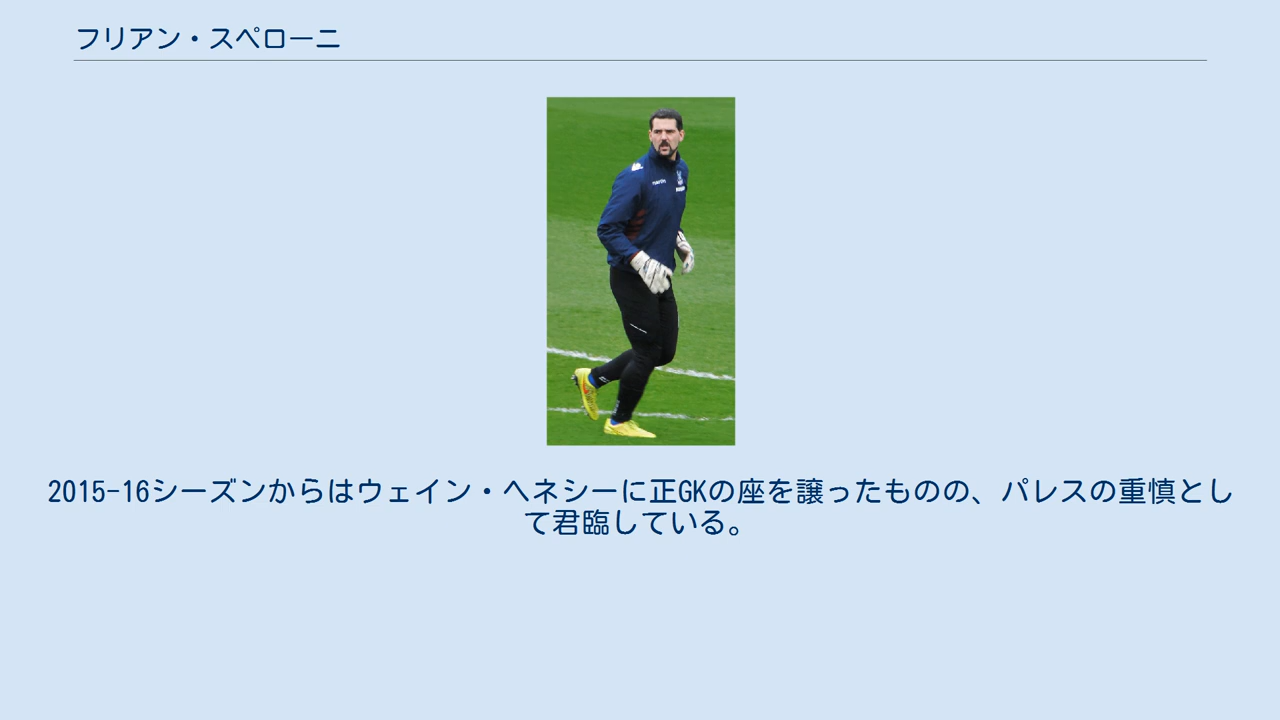 フリアン・スペローニ
2015-16シーズンからはウェイン・ヘネシーに正GKの座を譲ったものの、パレスの重慎とし
て君臨している。